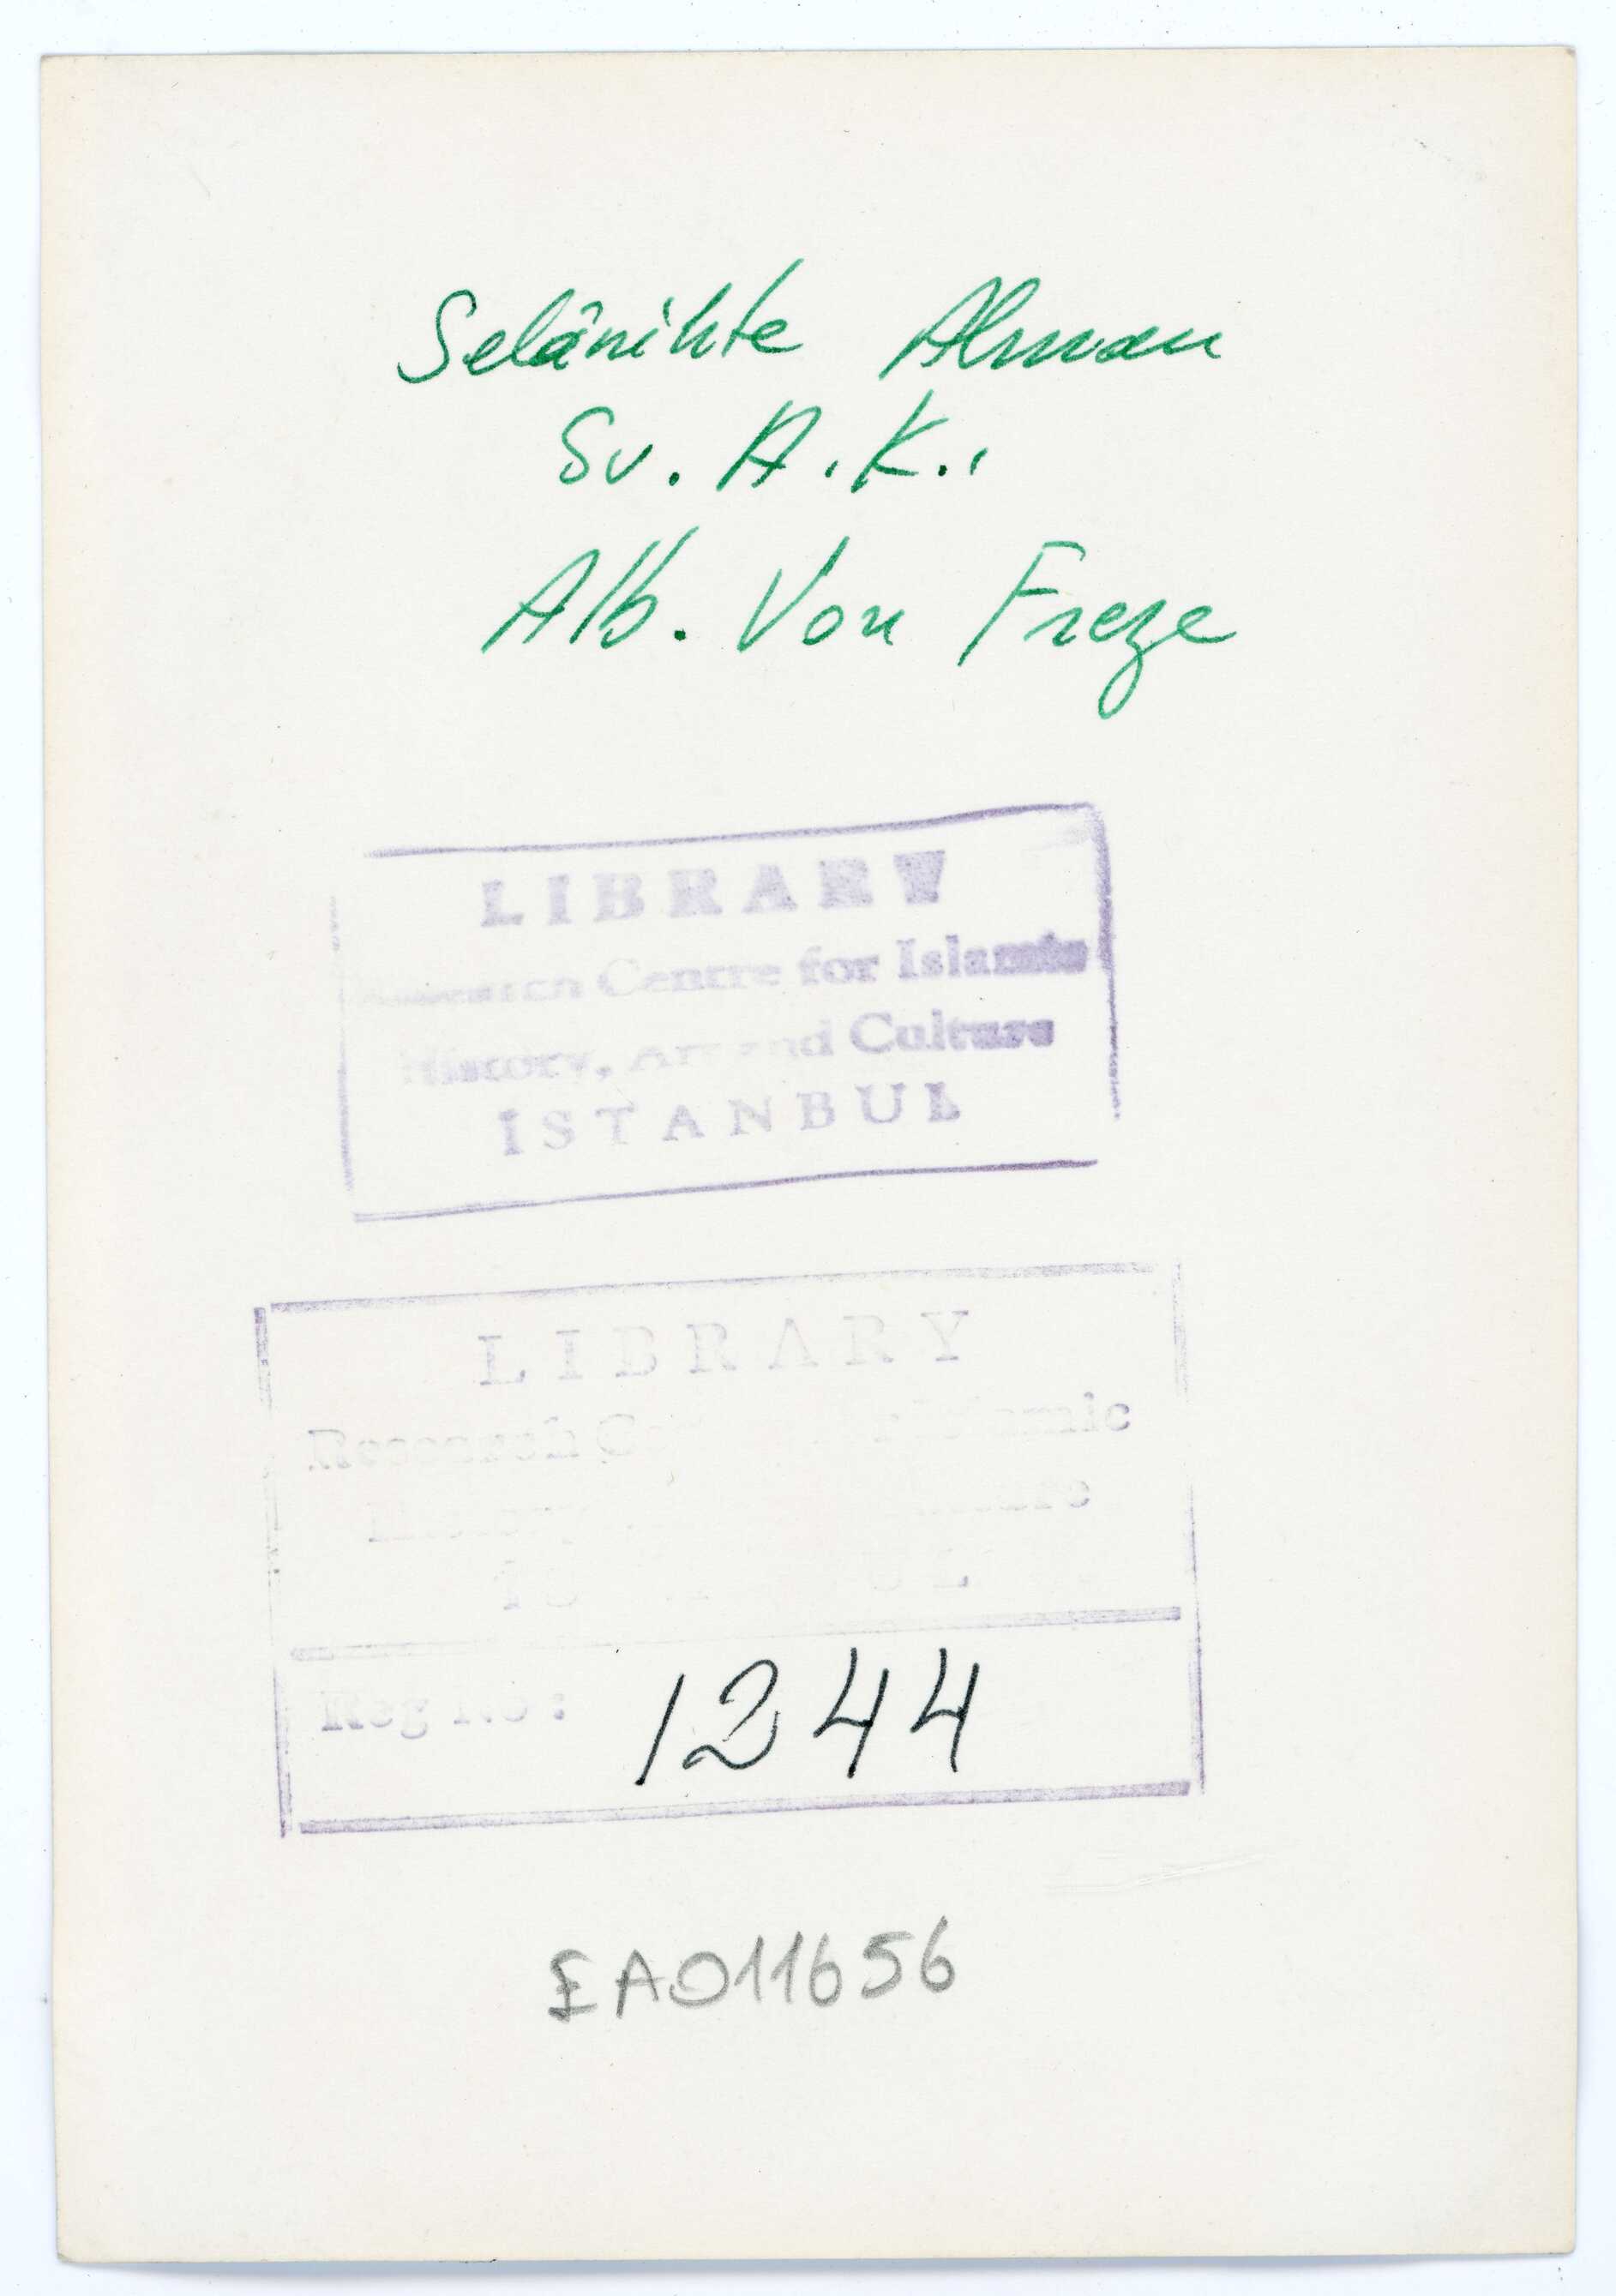 Selânikte Alman
Sv. A. K.,
Alb. Von Freze
LIBRARY
Centre for Islamic
History, Art and Culture
İSTANBUL
LIBRARY
Research
Reg No: 1244
EA011656